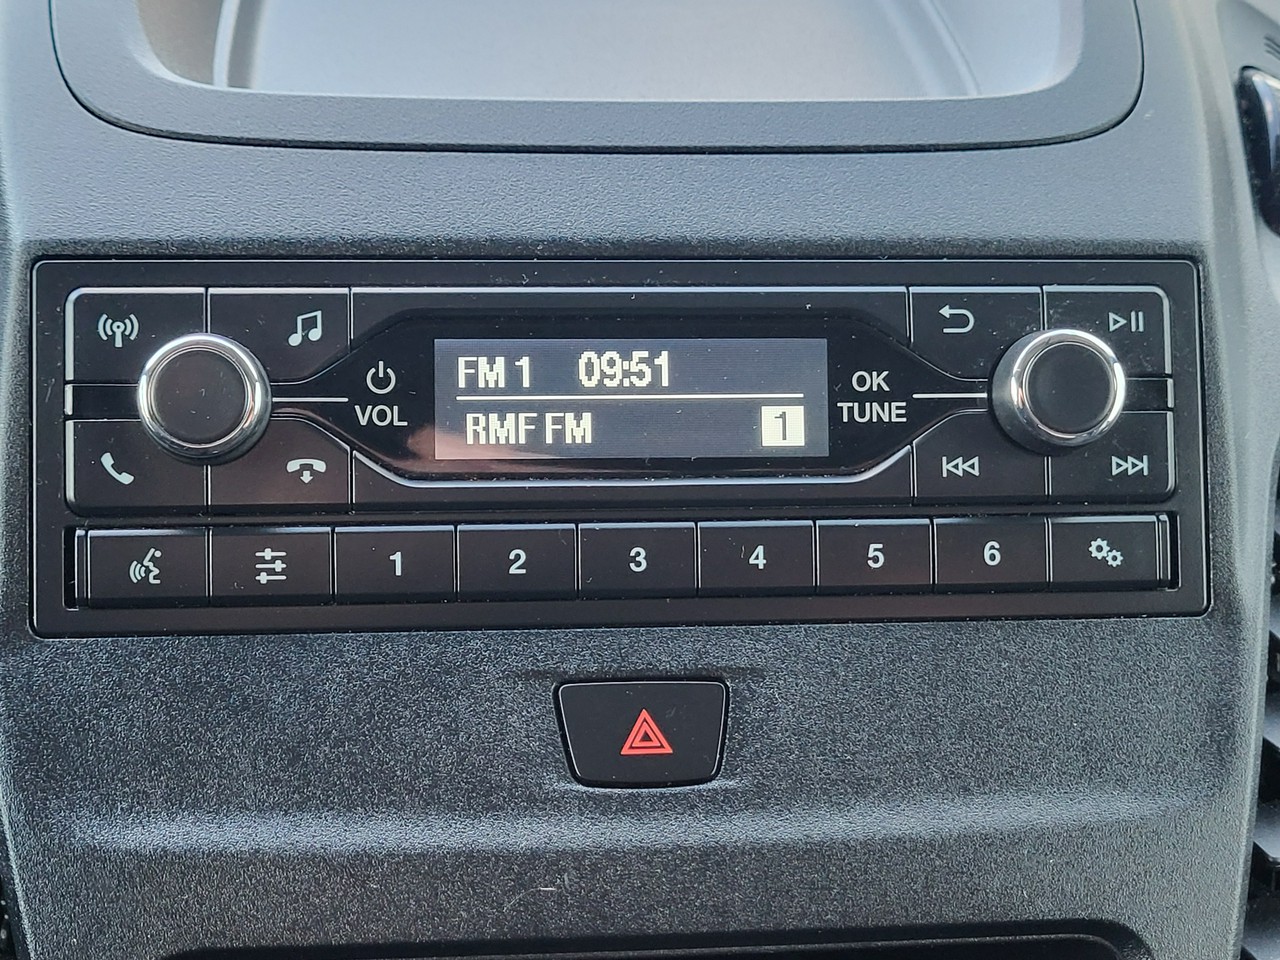 FM 1 09:51
RMF FM 1
VOL
OK
TUNE
1 2 3 4 5 6